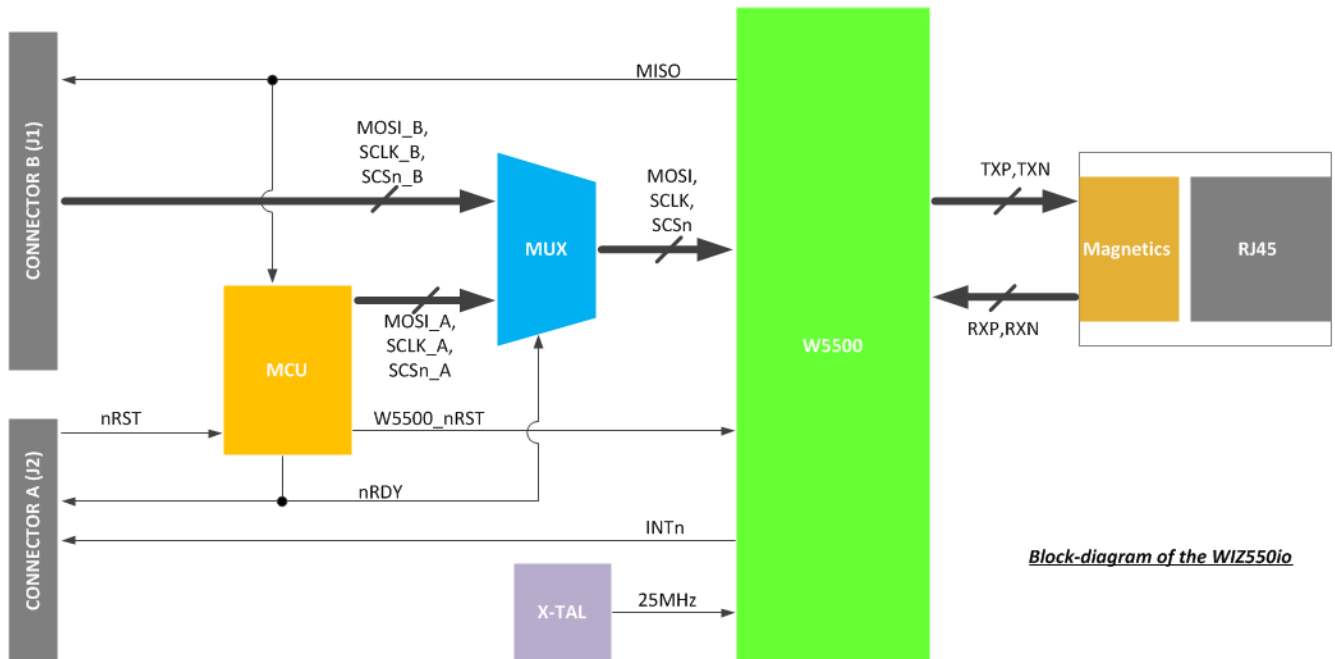 MISO
CONNECTOR B (J1)
MOSI_B,
SCLK_B,
SCSn_B
MUX
MOSI,
SCLK,
SCSn
TXP,TXN
Magnetics
RJ45
RXP,RXN
MOSI_A,
SCLK_A,
SCSn_A
MCU
W5500
nRST
W5500_nRST
CONNECTOR A (J2)
nRDY
INTn
X-TAL
25MHz
Block-diagram of the WIZ550io